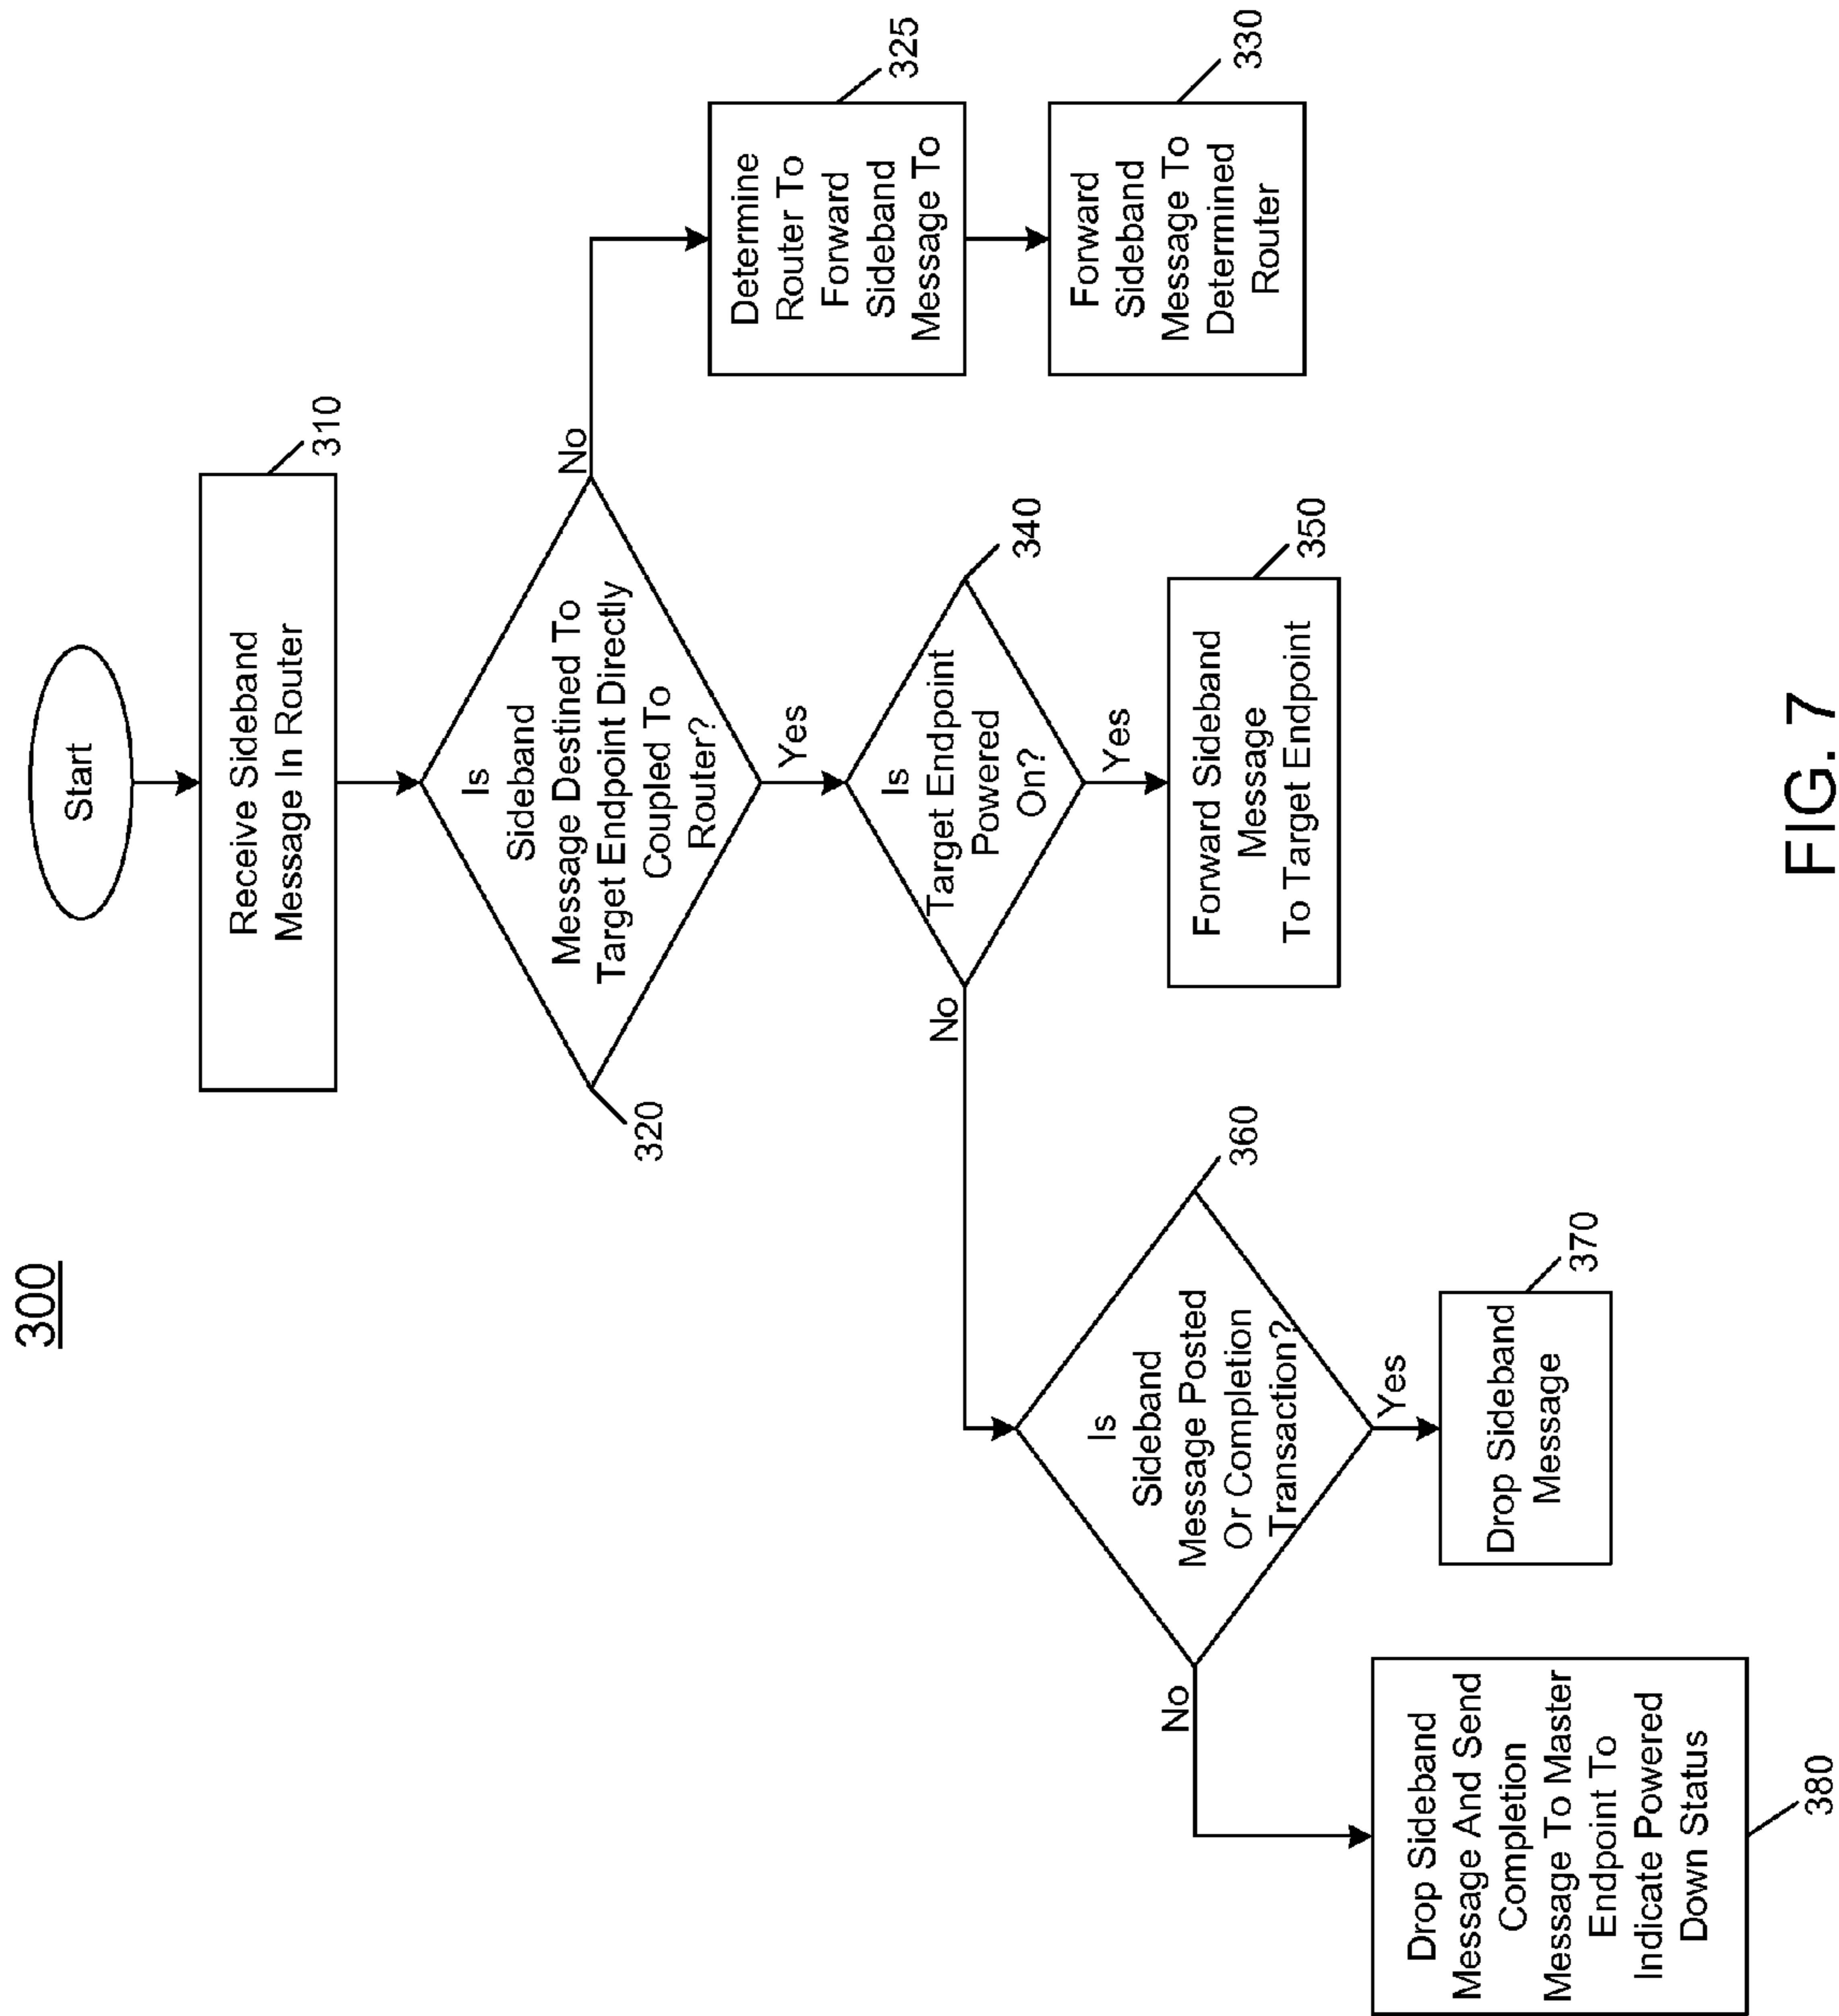 300
Start
Receive Sideband
Message In Router
310
Is
Sideband
Message Destined To
Target Endpoint Directly
Coupled To
Router?
320
No
Yes
Determine
Router To
Forward
Sideband
Message To
325
Forward
Sideband
Message To
Determined
Router
330
Is
Target Endpoint
Powered
On?
340
No
Yes
Forward Sideband
Message
To Target Endpoint
350
Is
Sideband
Message Posted
Or Completion
Transaction?
360
No
Yes
Drop Sideband
Message
370
Drop Sideband
Message And Send
Completion
Message To Master
Endpoint To
Indicate Powered
Down Status
380
FIG. 7